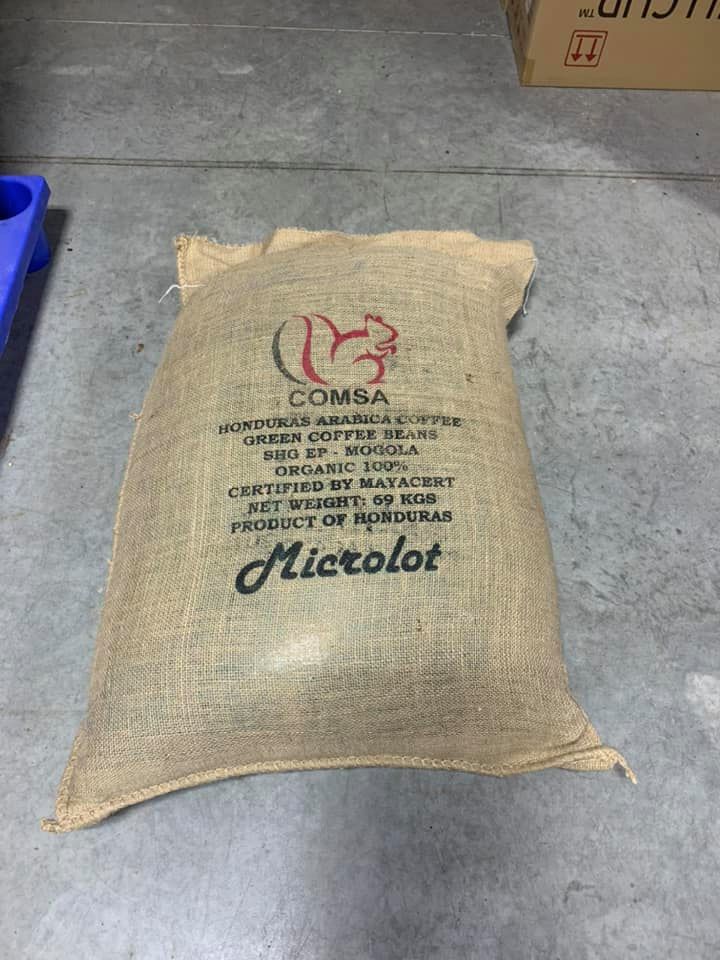 COMSA
HONDURAS ARABICA COFFEE
GREEN COFFEE BEANS
SHG EP - MOGOLA
ORGANIC 100%
CERTIFIED BY MAYACERT
NET WEIGHT: 69 KGS
PRODUCT OF HONDURAS
Microlot